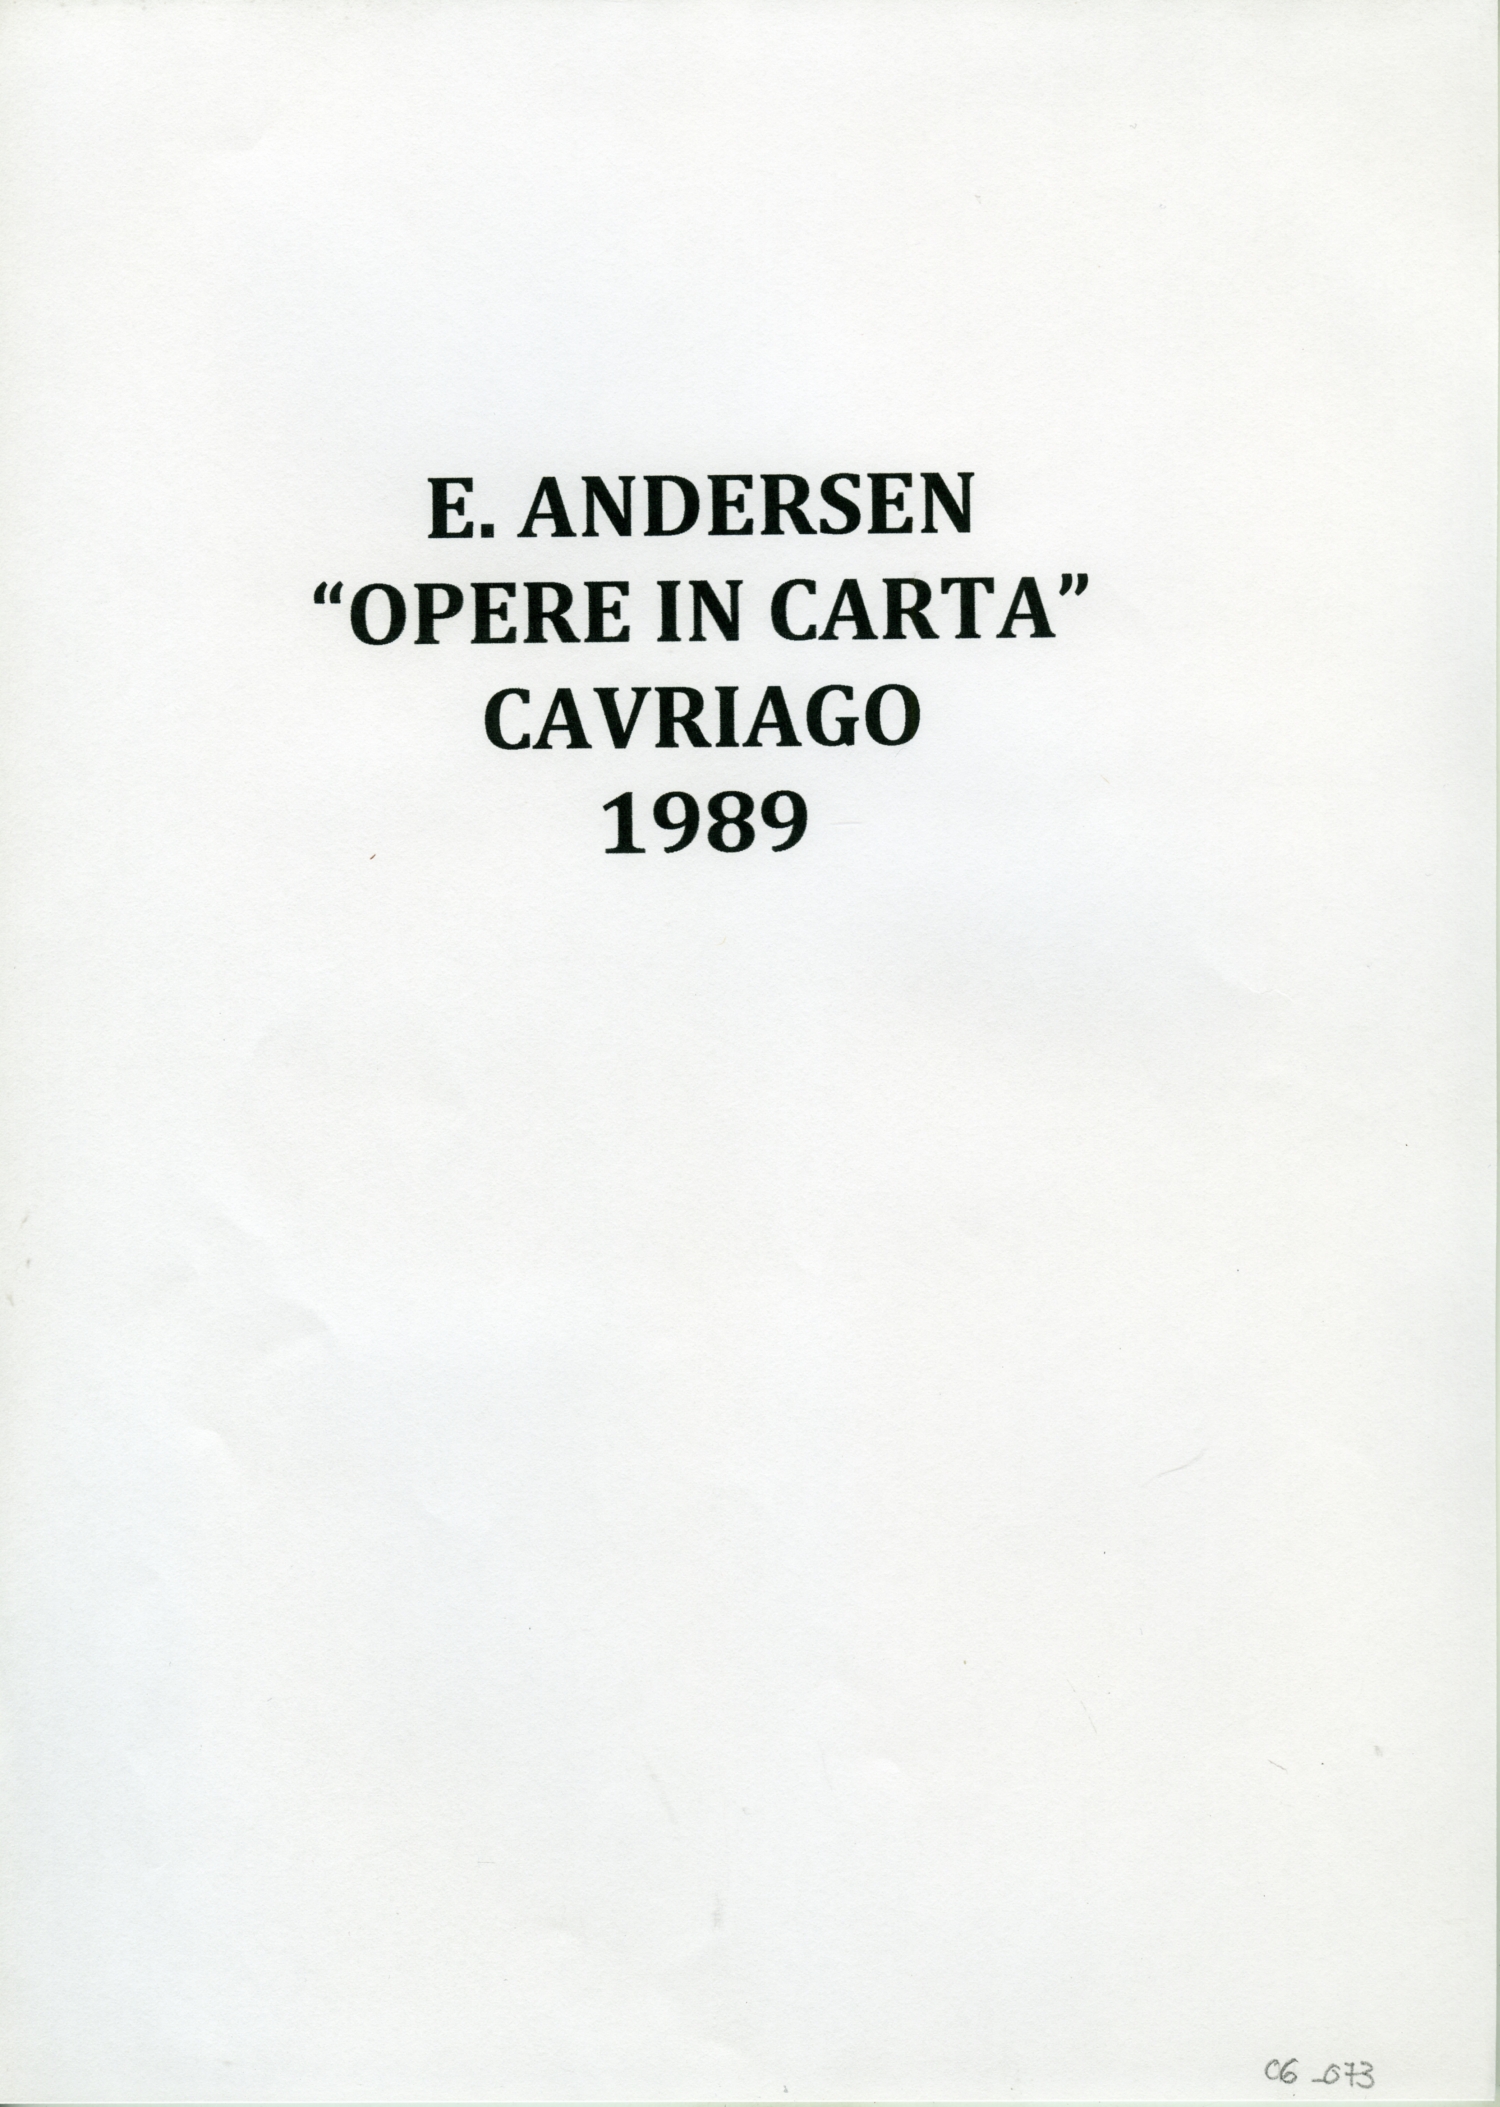 E. ANDERSEN
“OPERE IN CARTA”
CAVRIAGO
1989
C6_073